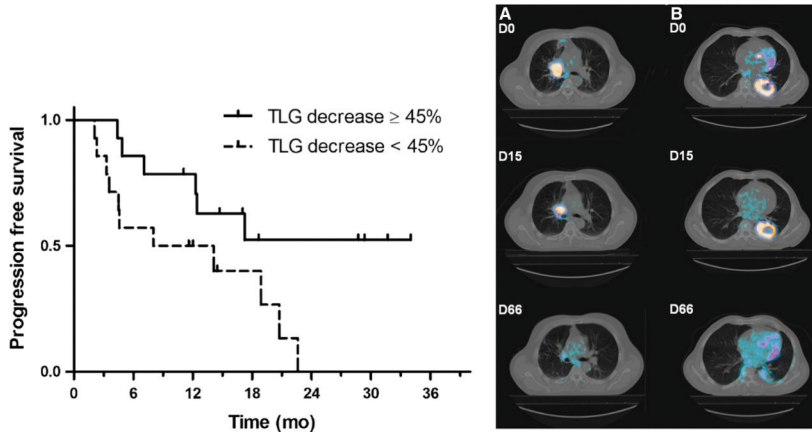 TLG decrease ≥ 45%
TLG decrease < 45%
Progression free survival
1.0
0.5
0.0
0
6
12
18
24
30
36
Time (mo)
A
D0
B
D0
D15
D15
D66
D66